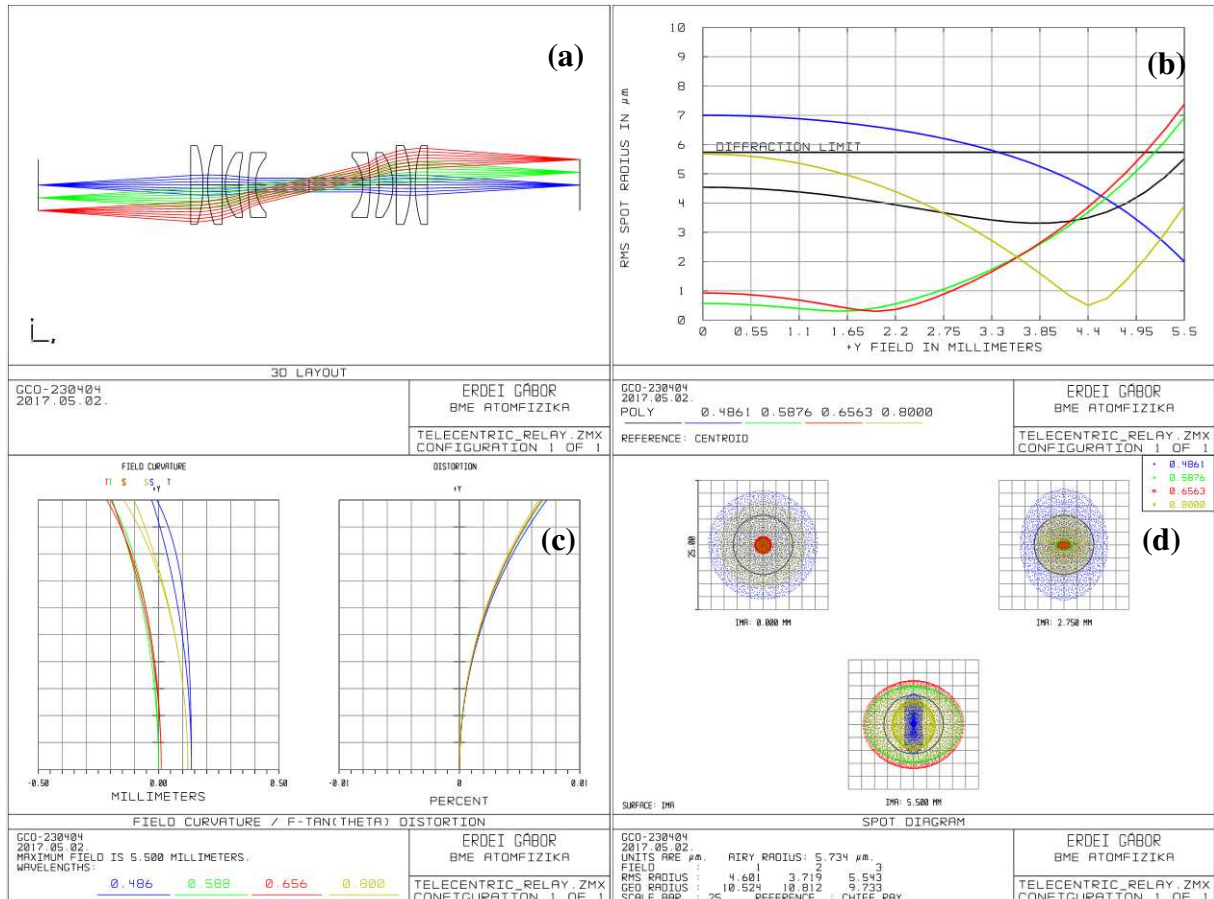 (a)
Y
Z
3D LAYOUT
GCO-230404
2017.05.02.
ERDEI GÁBOR
BME ATOMFIZIKA
TELECENTRIC_RELAY.ZMX
CONFIGURATION 1 OF 1
(b)
10
9
8
7
6
5
4
3
2
1
0
RMS SPOT RADIUS IN µm
DIFFRACTION LIMIT
0 0.55 1.1 1.65 2.2 2.75 3.3 3.85 4.4 4.95 5.5
+Y FIELD IN MILLIMETERS
GCO-230404
2017.05.02.
POLY 0.4861 0.5876 0.6563 0.8000
REFERENCE: CENTROID
ERDEI GÁBOR
BME ATOMFIZIKA
TELECENTRIC_RELAY.ZMX
CONFIGURATION 1 OF 1
FIELD CURVATURE
+Y
-0.50 0.00 0.50
MILLIMETERS
DISTORTION
+Y
(c)
-0.01 0 0.01
PERCENT
FIELD CURVATURE / F-TAN(THETA) DISTORTION
GCO-230404
2017.05.02.
MAXIMUM FIELD IS 5.500 MILLIMETERS.
WAVELENGTHS:
0.486 0.588 0.656 0.800
ERDEI GÁBOR
BME ATOMFIZIKA
TELECENTRIC_RELAY.ZMX
CONFIGURATION 1 OF 1
0.4861
0.5876
0.6563
0.8000
(d)
25.00
IMA: 0.000 MM
IMA: 2.750 MM
IMA: 5.500 MM
SURFACE: IMA
SPOT DIAGRAM
GCO-230404
2017.05.02.
UNITS ARE µm. AIRY RADIUS: 5.734 µm.
FIELD : 1 2 3
RMS RADIUS : 4.601 3.719 5.543
GEO RADIUS : 10.524 10.812 9.733
SCALE BAR : 25 REFERENCE : CHIEF RAY
ERDEI GÁBOR
BME ATOMFIZIKA
TELECENTRIC_RELAY.ZMX
CONFIGURATION 1 OF 1